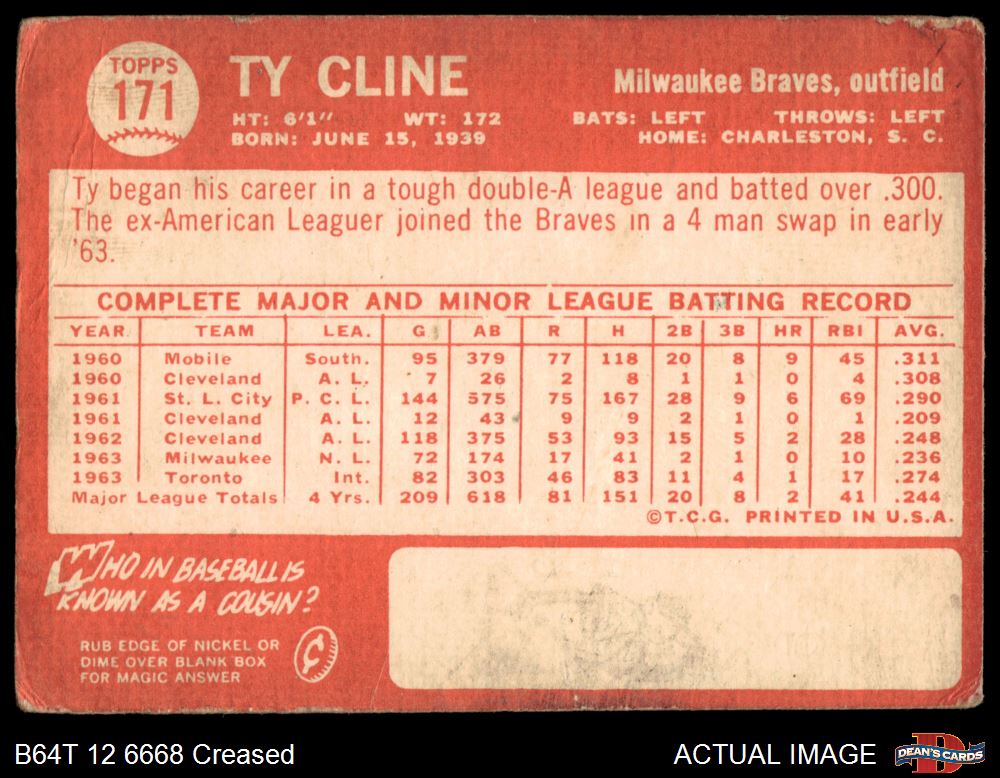 TOPPS
171
TY CLINE
Milwaukee Braves, outfield
HT: 6'1" WT: 172
BATS: LEFT THROWS: LEFT
BORN: JUNE 15, 1939
HOME: CHARLESTON, S. C.
Ty began his career in a tough double-A league and batted over .300.
The ex-American Leaguer joined the Braves in a 4 man swap in early
'63.
COMPLETE MAJOR AND MINOR LEAGUE BATTING RECORD
YEAR TEAM LEA. G AB R H 2B 3B HR RBI AVG.
1960 Mobile South. 95 379 77 118 20 8 9 45 .311
1960 Cleveland A. L. 7 26 2 8 1 1 0 4 .308
1961 St. L. City P. C. L. 144 575 75 167 28 9 6 69 .290
1961 Cleveland A. L. 12 43 9 9 2 1 0 1 .209
1962 Cleveland A. L. 118 375 53 93 15 5 2 28 .248
1963 Milwaukee N. L. 72 174 17 41 2 1 0 10 .236
1963 Toronto Int. 82 303 46 83 11 4 1 17 .274
Major League Totals 4 Yrs. 209 618 81 151 20 8 2 41 .244
©T.C.G. PRINTED IN U.S.A.
WHO IN BASEBALL IS
KNOWN AS A COUSIN?
RUB EDGE OF NICKEL OR
DIME OVER BLANK BOX
FOR MAGIC ANSWER
¢
B64T 12 6668 Creased
ACTUAL IMAGE
DEAN'S CARDS